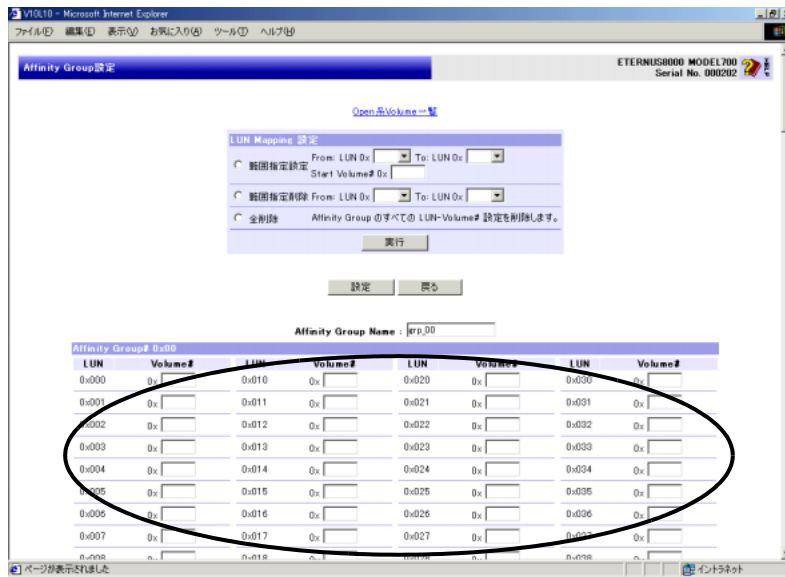 V10L10 - Microsoft Internet Explorer
ファイル(F) 編集(E) 表示(V) お気に入り(A) ツール(T) ヘルプ(H)
Affinity Group設定
ETERNUS8000 MODEL700
Serial No. 000202
Open系Volume一覧
LUN Mapping 設定
範囲指定設定 From: LUN 0x To: LUN 0x
Start Volume# 0x
範囲指定削除 From: LUN 0x To: LUN 0x
全削除 Affinity Group のすべての LUN-Volume# 設定を削除します。
実行
設定 戻る
Affinity Group Name : grp_00
Affinity Group# 0x00
LUN Volume# LUN Volume# LUN Volume# LUN Volume#
0x000 0x 0x010 0x 0x020 0x 0x030 0x
0x001 0x 0x011 0x 0x021 0x 0x031 0x
0x002 0x 0x012 0x 0x022 0x 0x032 0x
0x003 0x 0x013 0x 0x023 0x 0x033 0x
0x004 0x 0x014 0x 0x024 0x 0x034 0x
0x005 0x 0x015 0x 0x025 0x 0x035 0x
0x006 0x 0x016 0x 0x026 0x 0x036 0x
0x007 0x 0x017 0x 0x027 0x 0x037 0x
0x008 0x 0x018 0x 0x028 0x 0x038 0x
ページが表示されました イントラネット